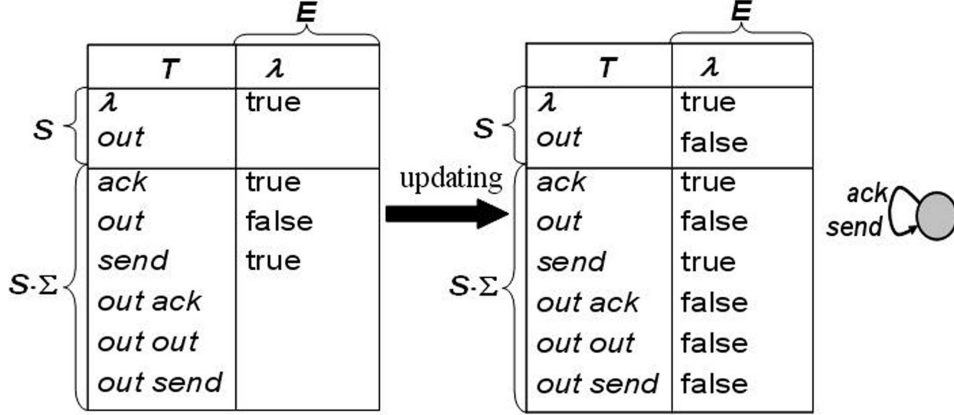 E
T λ
S
λ true
out
S·Σ
ack true
out false
send true
out ack
out out
out send
updating
E
T λ
S
λ true
out false
S·Σ
ack true
out false
send true
out ack false
out out false
out send false
ack
send